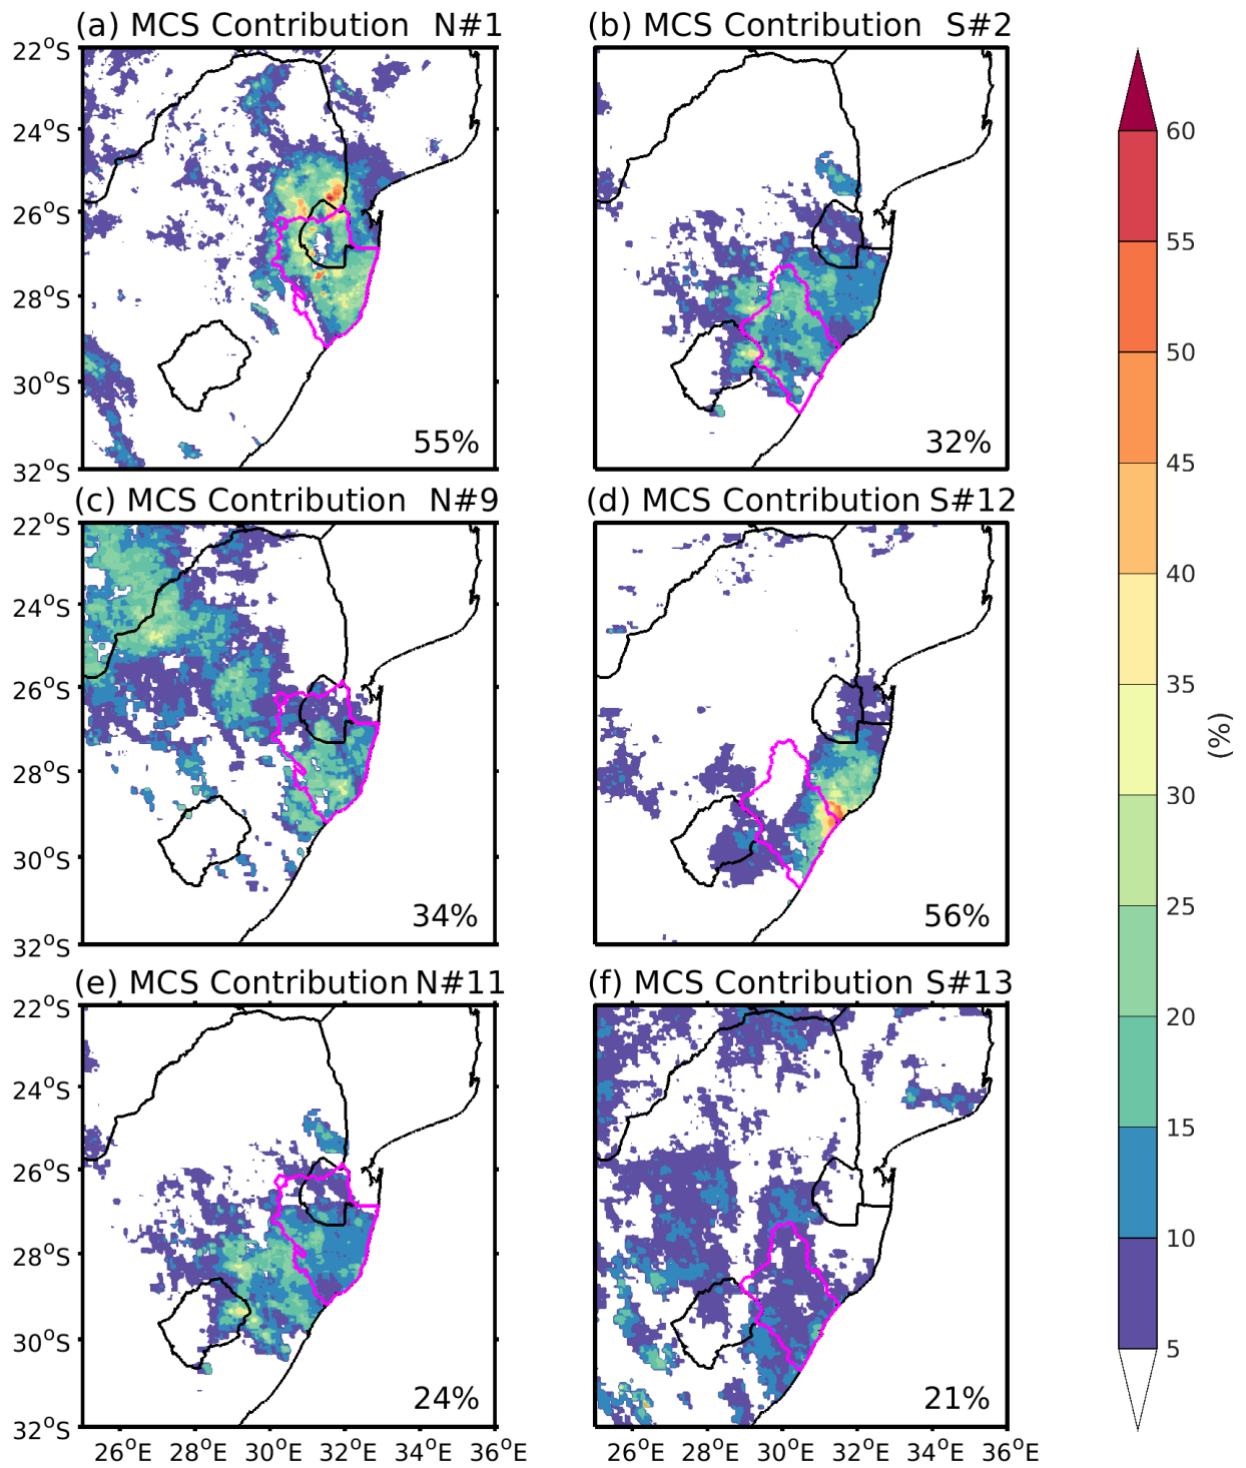 (a) MCS Contribution N#1
(b) MCS Contribution S#2
22°S
24°S
26°S
28°S
30°S
32°S
55%
32%
(c) MCS Contribution N#9
(d) MCS Contribution S#12
22°S
24°S
26°S
28°S
30°S
32°S
34%
56%
(e) MCS Contribution N#11
(f) MCS Contribution S#13
22°S
24°S
26°S
28°S
30°S
32°S
24%
21%
26°E 28°E 30°E 32°E 34°E 36°E
26°E 28°E 30°E 32°E 34°E 36°E
60
55
50
45
40
35
30
25
20
15
10
5
(%)